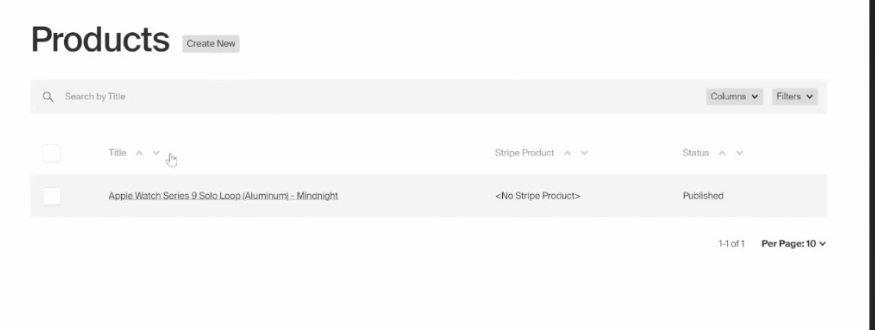 Products Create New
Search by Title Columns Filters
Title Stripe Product Status
Apple Watch Series 9 Solo Loop (Aluminum) - Mindnight <No Stripe Product> Published
1-1 of 1 Per Page: 10